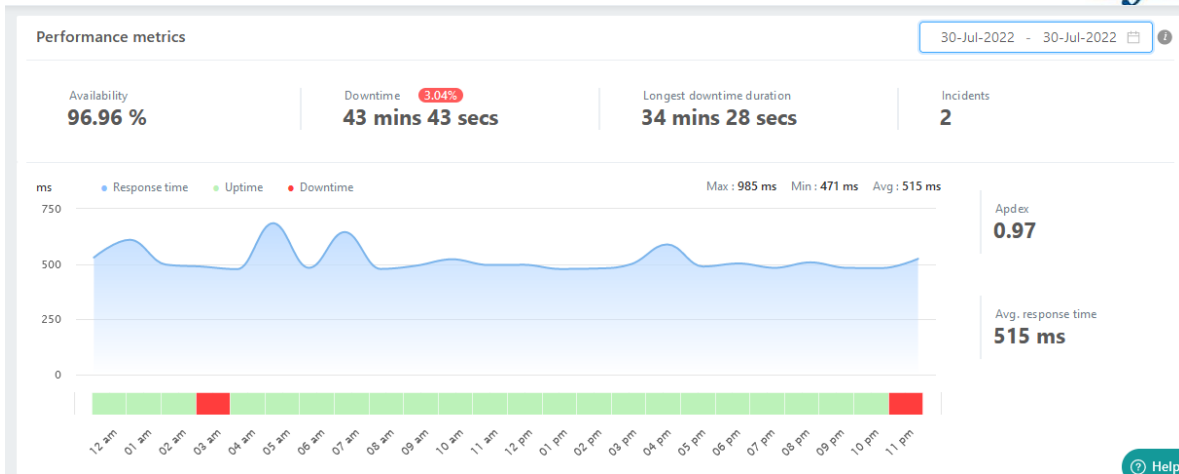 Performance metrics
30-Jul-2022 - 30-Jul-2022
Availability
96.96 %
Downtime 3.04%
43 mins 43 secs
Longest downtime duration
34 mins 28 secs
Incidents
2
ms
Response time Uptime Downtime
Max : 985 ms Min : 471 ms Avg : 515 ms
750
500
250
0
12 am 01 am 02 am 03 am 04 am 05 am 06 am 07 am 08 am 09 am 10 am 11 am 12 pm 01 pm 02 pm 03 pm 04 pm 05 pm 06 pm 07 pm 08 pm 09 pm 10 pm 11 pm
Apdex
0.97
Avg. response time
515 ms
Help